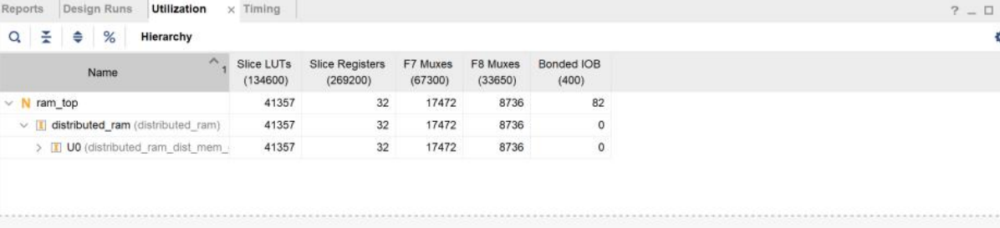 Reports Design Runs Utilization × Timing ? _ □
% Hierarchy
Name 1 Slice LUTs (134600) Slice Registers (269200) F7 Muxes (67300) F8 Muxes (33650) Bonded IOB (400)
N ram_top 41357 32 17472 8736 82
I distributed_ram (distributed_ram) 41357 32 17472 8736 0
> I U0 (distributed_ram_dist_mem_ 41357 32 17472 8736 0